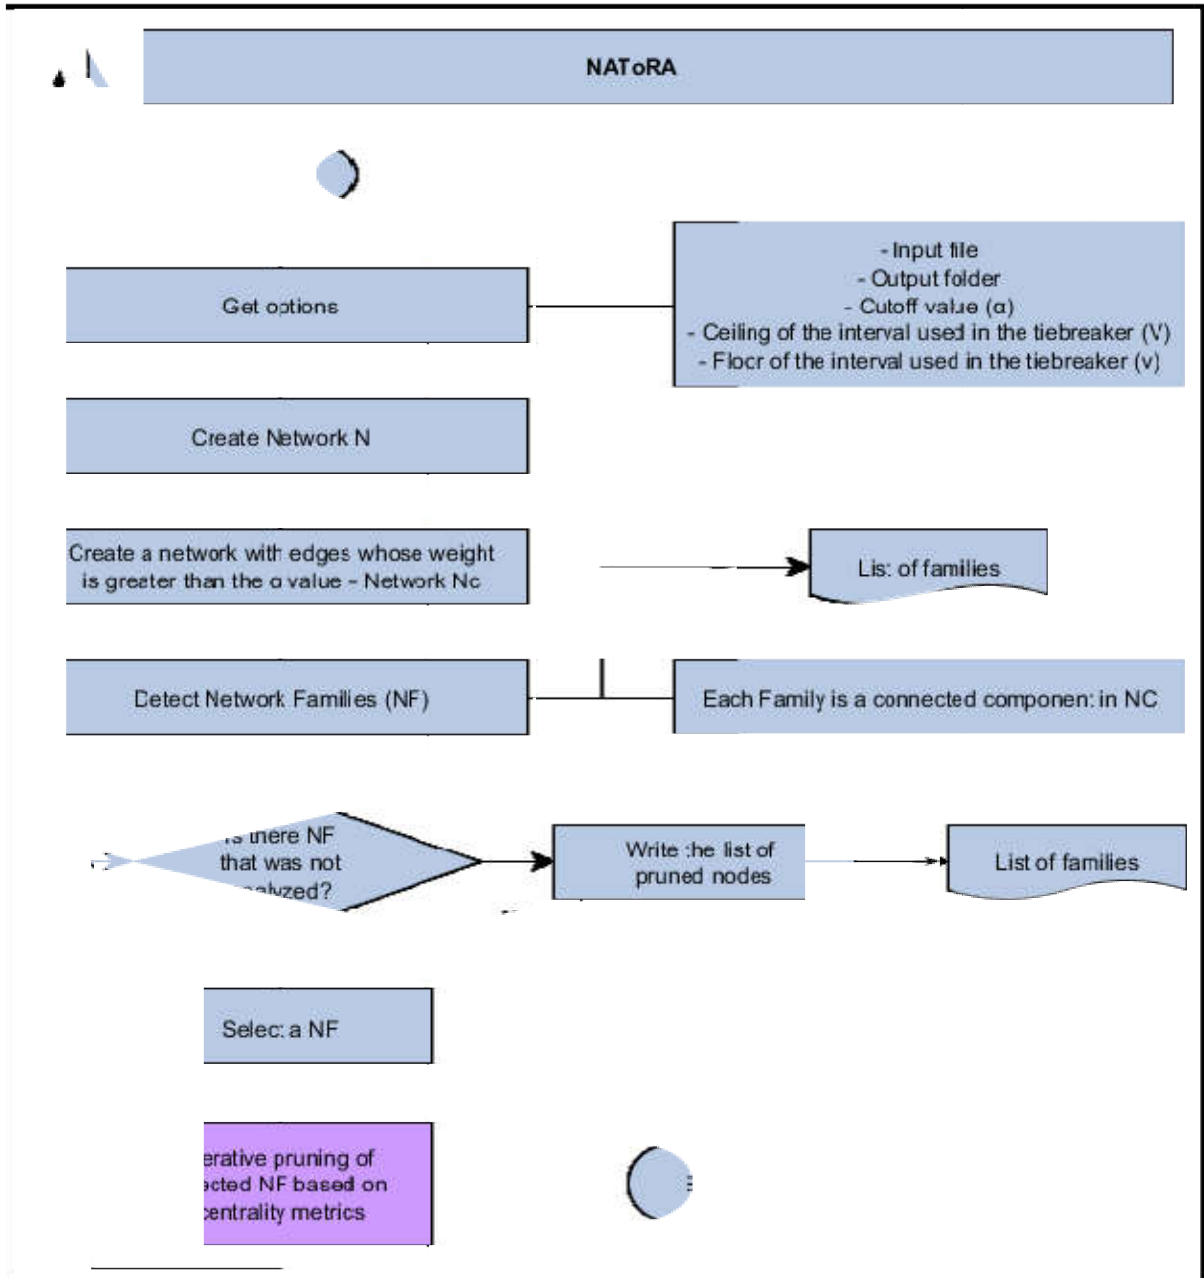 NAToRA
Get options
- Input file
- Output folder
- Cutoff value (α)
- Ceiling of the interval used in the tiebreaker (V)
- Floor of the interval used in the tiebreaker (v)
Create Network N
Create a network with edges whose weight
is greater than the α value - Network Nc
List of families
Detect Network Families (NF)
Each Family is a connected component in NC
Is there NF
that was not
alyzed?
Write the list of
pruned nodes
List of families
Select a NF
erative pruning of
ected NF based on
centrality metrics